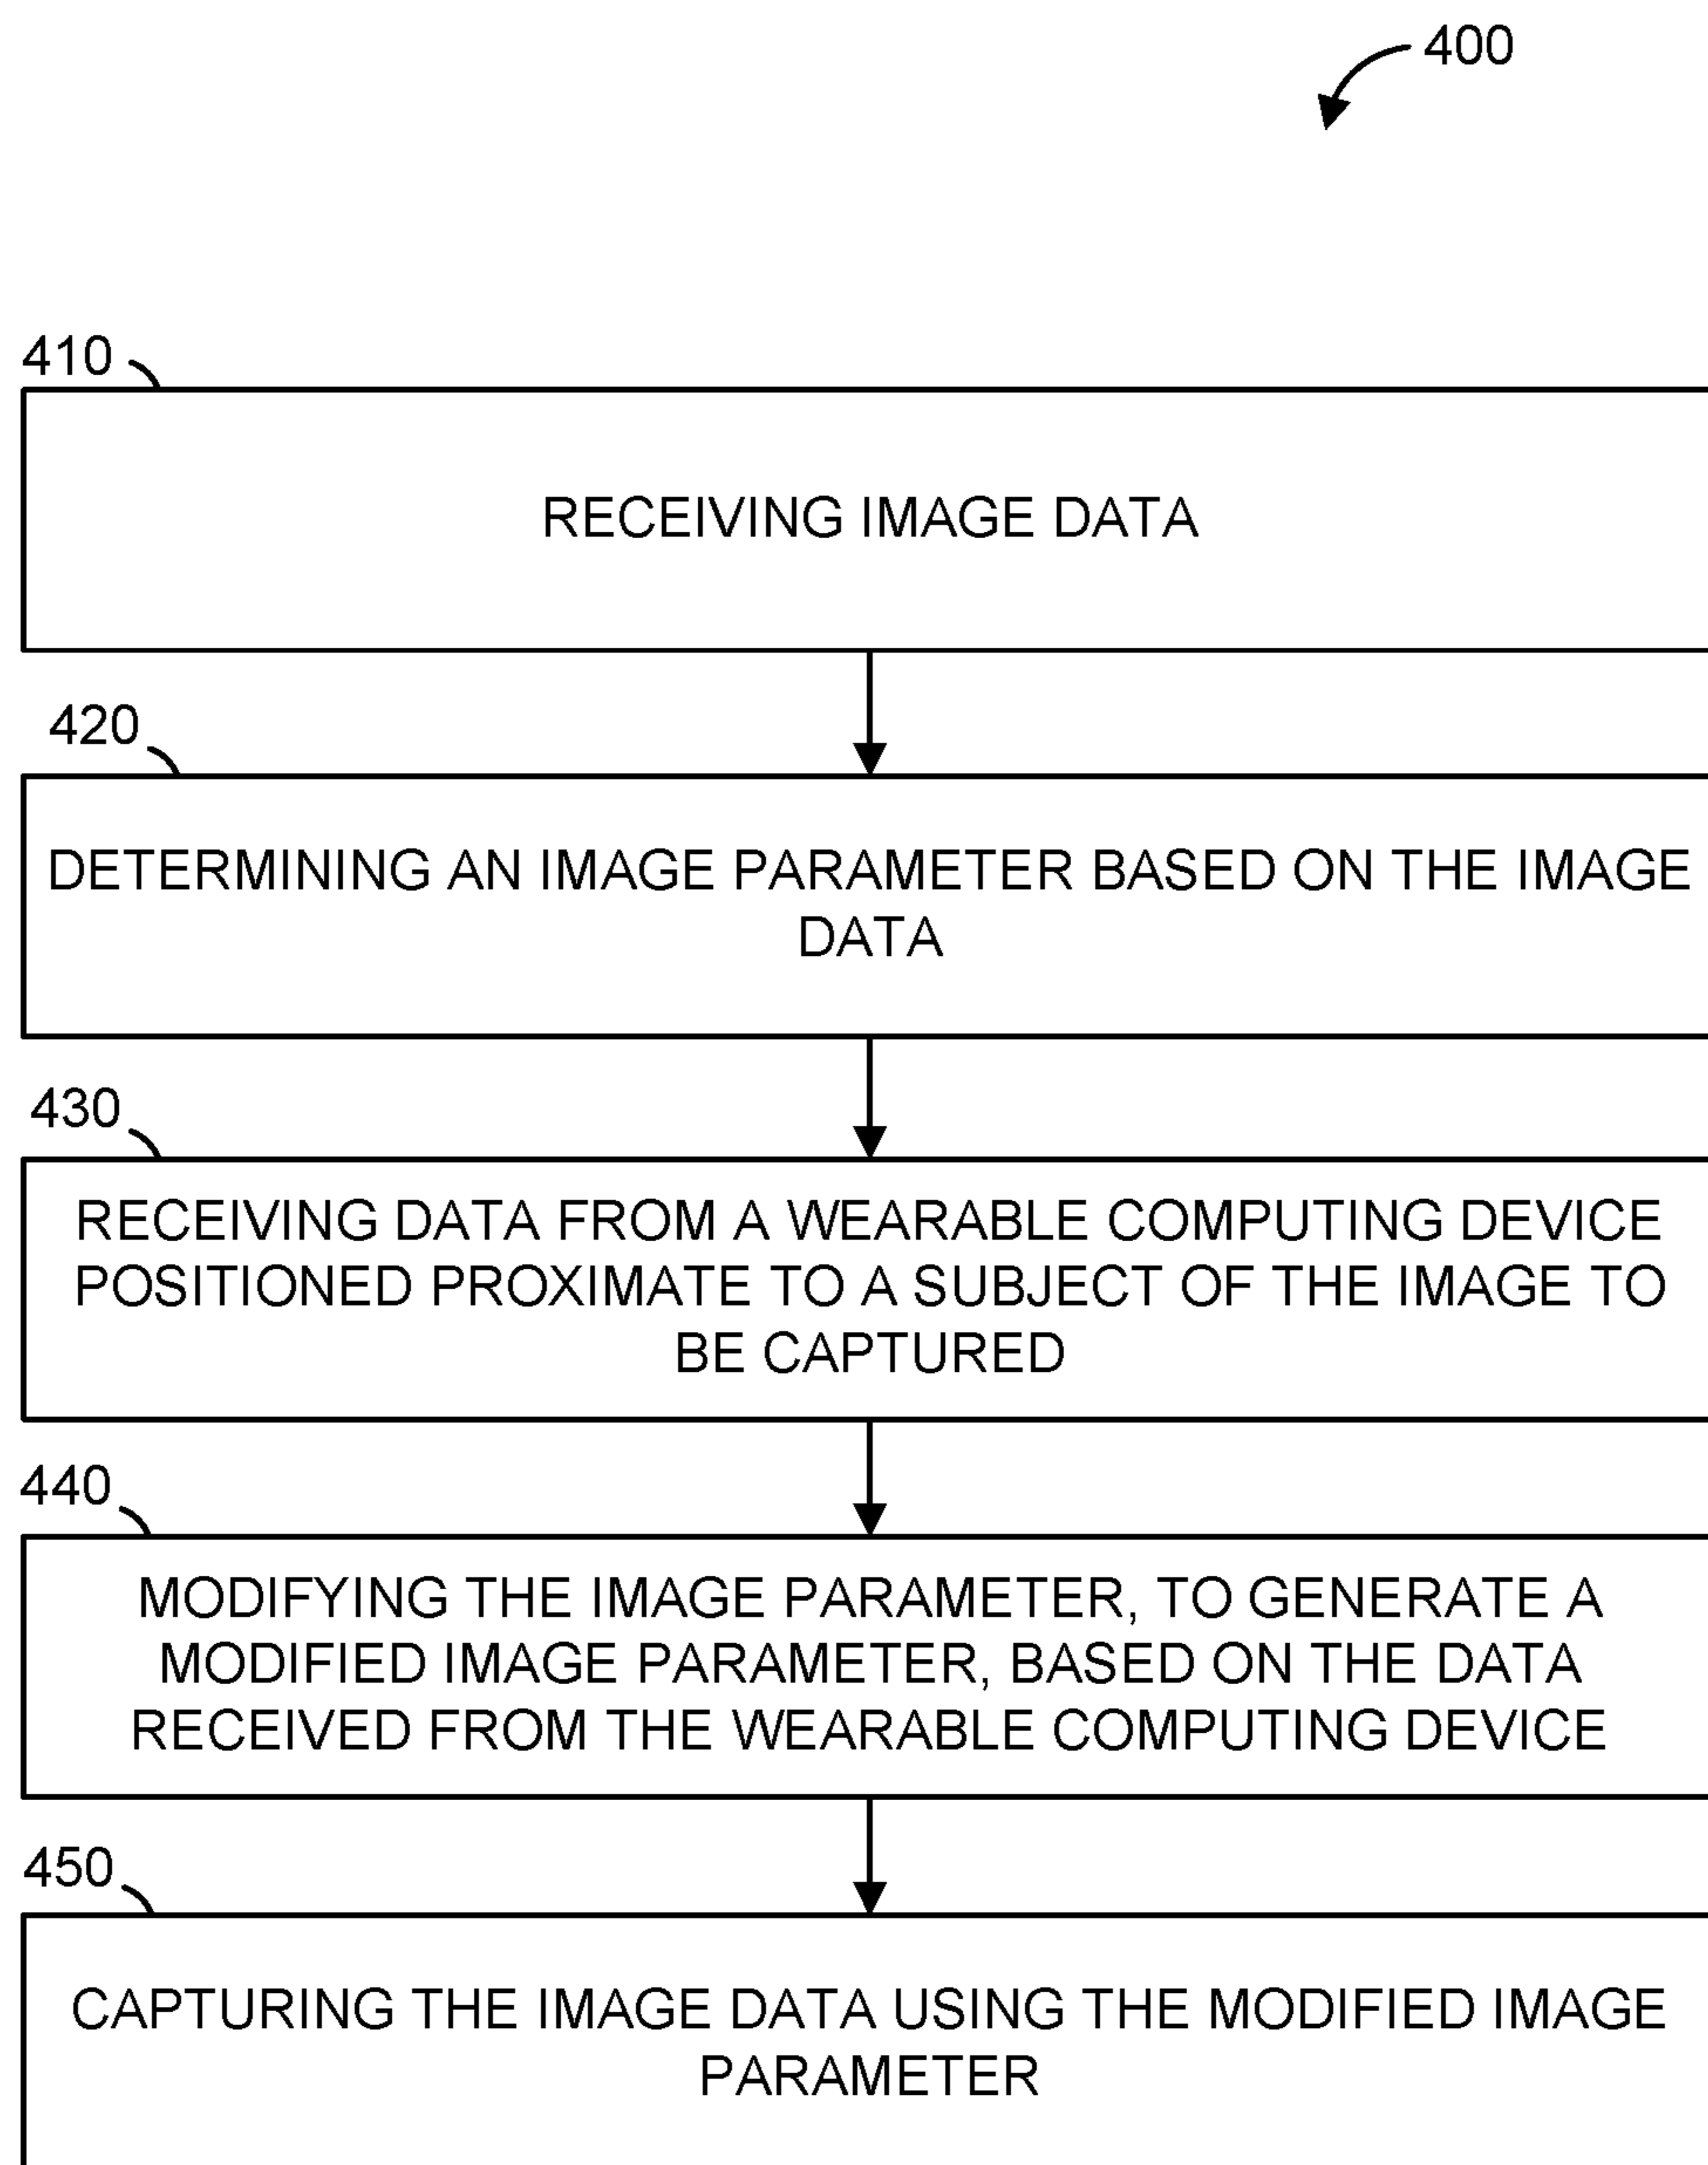 400
410
RECEIVING IMAGE DATA
420
DETERMINING AN IMAGE PARAMETER BASED ON THE IMAGE
DATA
430
RECEIVING DATA FROM A WEARABLE COMPUTING DEVICE
POSITIONED PROXIMATE TO A SUBJECT OF THE IMAGE TO
BE CAPTURED
440
MODIFYING THE IMAGE PARAMETER, TO GENERATE A
MODIFIED IMAGE PARAMETER, BASED ON THE DATA
RECEIVED FROM THE WEARABLE COMPUTING DEVICE
450
CAPTURING THE IMAGE DATA USING THE MODIFIED IMAGE
PARAMETER